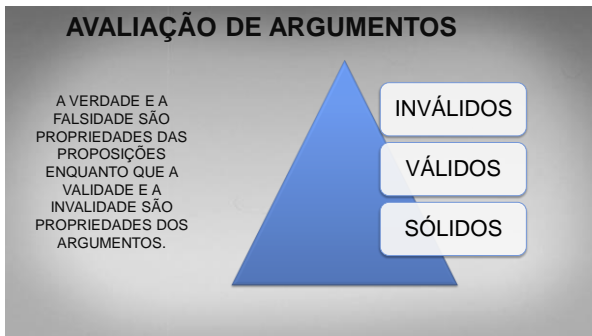 AVALIAÇÃO DE ARGUMENTOS
A VERDADE E A
FALSIDADE SÃO
PROPRIEDADES DAS
PROPOSIÇÕES
ENQUANTO QUE A
VALIDADE E A
INVALIDADE SÃO
PROPRIEDADES DOS
ARGUMENTOS.
INVÁLIDOS
VÁLIDOS
SÓLIDOS